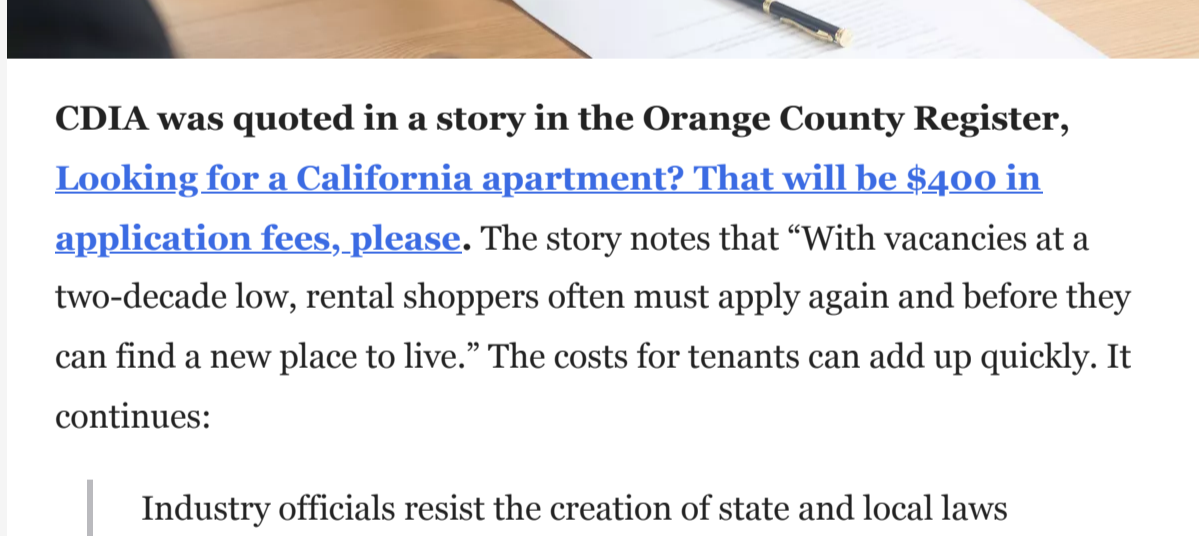 CDIA was quoted in a story in the Orange County Register,
Looking for a California apartment? That will be $400 in
application fees, please. The story notes that “With vacancies at a
two-decade low, rental shoppers often must apply again and before they
can find a new place to live.” The costs for tenants can add up quickly. It
continues:
Industry officials resist the creation of state and local laws